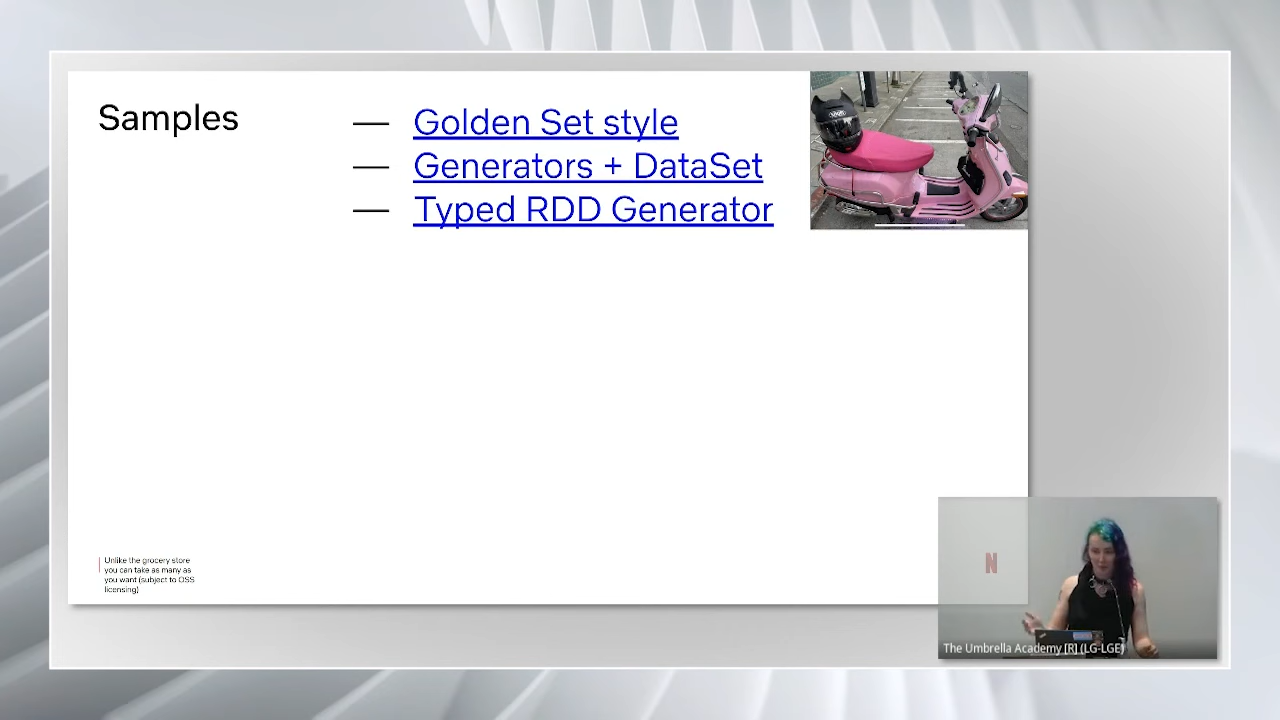 Samples
— Golden Set style
— Generators + DataSet
— Typed RDD Generator
Unlike the grocery store
you can take as many as
you want (subject to OSS
licensing)
N
The Umbrella Academy [R] (LG-LGE)